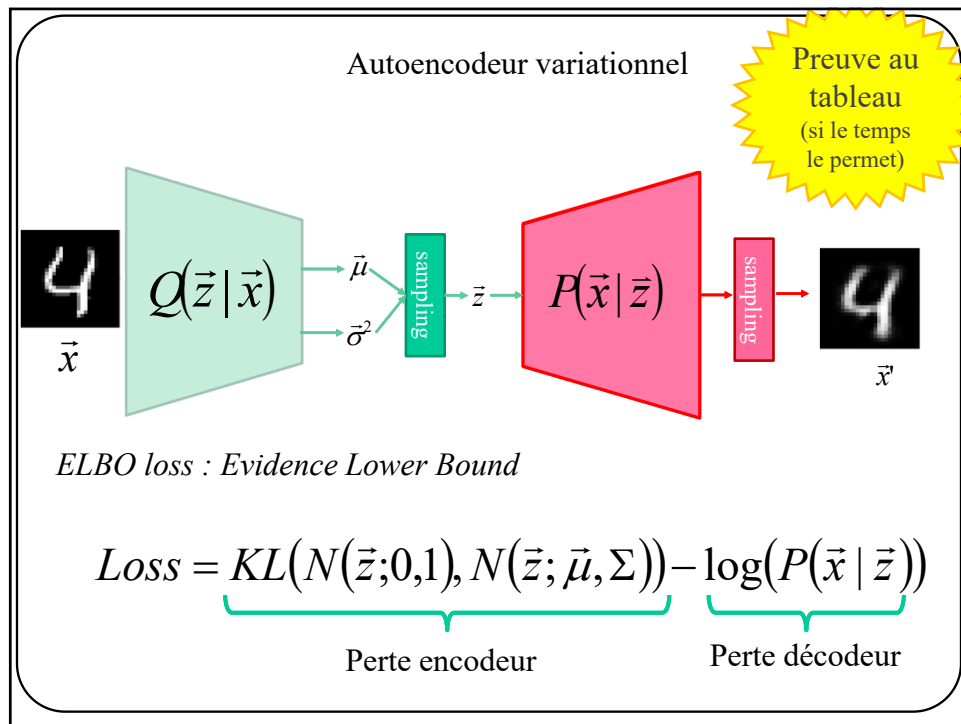 Autoencodeur variationnel
Preuve au
tableau
(si le temps
le permet)
Q(z⃗ | x⃗)
μ⃗
σ⃗²
sampling
z⃗
P(x⃗ | z⃗)
sampling
x⃗
x⃗'
ELBO loss : Evidence Lower Bound
Loss = KL(N(z⃗;0,1), N(z⃗; μ⃗, Σ)) − log(P(x⃗ | z⃗))
Perte encodeur
Perte décodeur